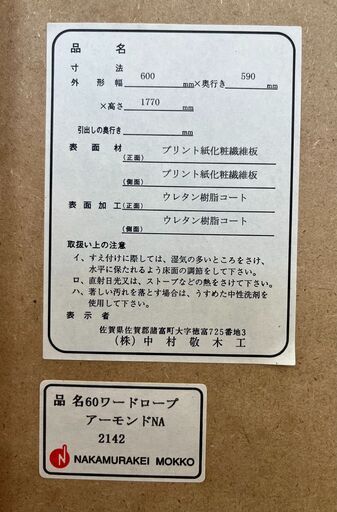 品 名
寸 法
外 形 幅 600 mm×奥行き 590 mm
×高さ 1770 mm
引出しの奥行き mm
表 面 材 (正面) プリント紙化粧繊維板
(側面) プリント紙化粧繊維板
表 面 加 工 (正面) ウレタン樹脂コート
(側面) ウレタン樹脂コート
取扱い上の注意
イ、すえ付けに際しては、湿気の多いところをさけ、
水平に保たれるよう床面の調節をして下さい。
ロ、直射日光又は、ストーブなどの熱をさけて下さい。
ハ、著しい汚れを落とす場合は、うすめた中性洗剤を
使用して下さい。
表 示 者
佐賀県佐賀郡諸富町大字徳富725番地3
(株) 中 村 敬 木 工
品 名60ワードロープ
アーモンドNA
2142
NAKAMURAKEI MOKKO